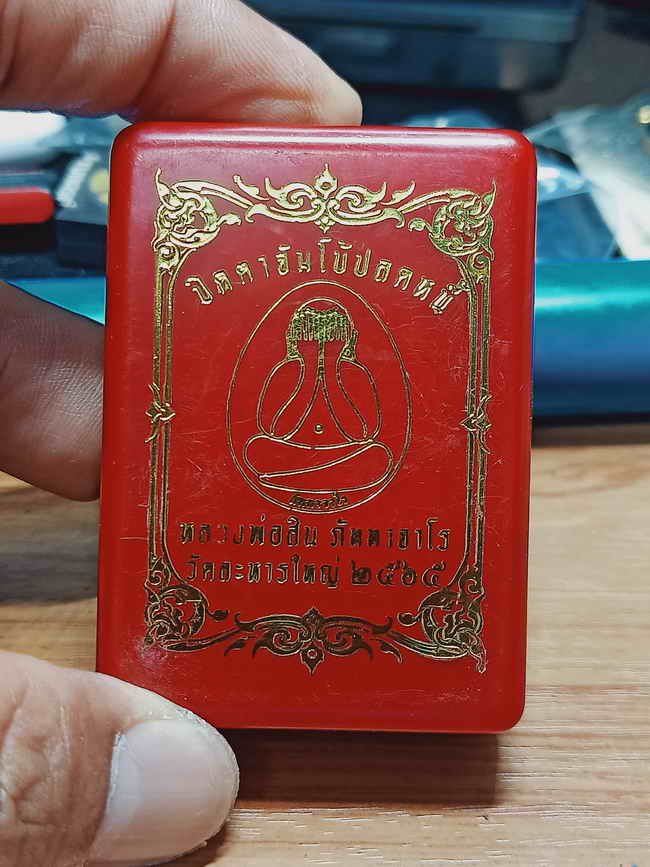 ปิดตายันโบ้ปลดหนี้
หลวงพ่อสิน ภัททาจาโร
วัดละหารใหญ่ ๒๕๖๕